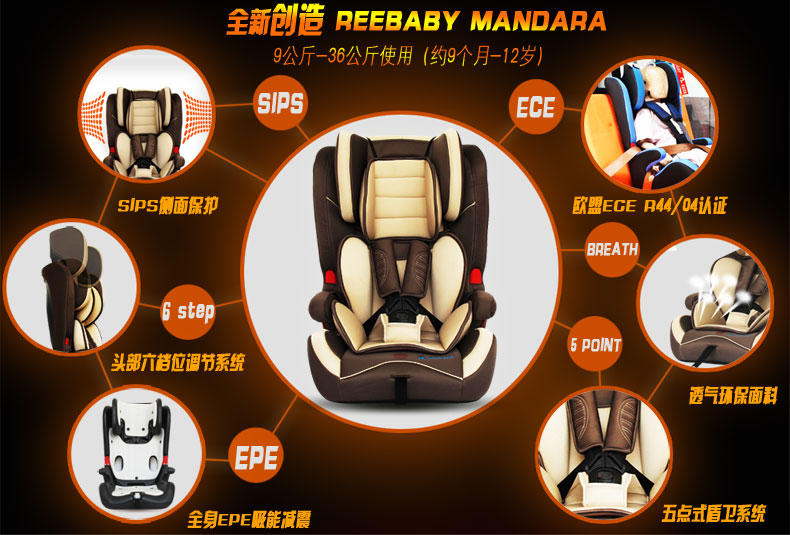 全新创造 REEBABY MANDARA
9公斤-36公斤使用（约9个月-12岁）
SIPS
ECE
SIPS侧面保护
欧盟ECE R44/04认证
BREATH
6 step
5 POINT
头部六档位调节系统
透气环保面料
EPE
全身EPE吸能减震
五点式盾卫系统